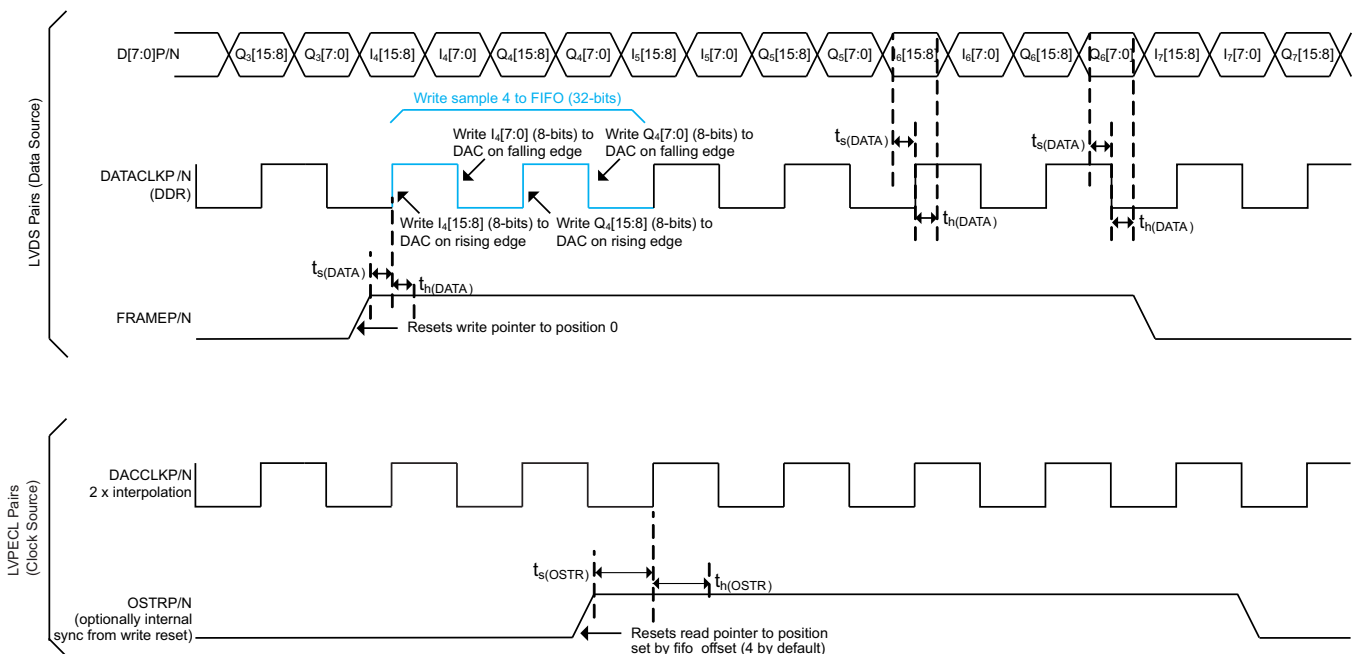 LVDS Pairs (Data Source)
D[7:0]P/N
Q3[15:8] Q3[7:0] I4[15:8] I4[7:0] Q4[15:8] Q4[7:0] I5[15:8] I5[7:0] Q5[15:8] Q5[7:0] I6[15:8] I6[7:0] Q6[15:8] Q6[7:0] I7[15:8] I7[7:0] Q7[15:8]
Write sample 4 to FIFO (32-bits)
Write I4[7:0] (8-bits) to
DAC on falling edge
Write Q4[7:0] (8-bits) to
DAC on falling edge
ts(DATA)
ts(DATA)
DATACLKP/N
(DDR)
Write I4[15:8] (8-bits) to
DAC on rising edge
Write Q4[15:8] (8-bits) to
DAC on rising edge
th(DATA)
th(DATA)
ts(DATA)
th(DATA)
FRAMEP/N
Resets write pointer to position 0
LVPECL Pairs
(Clock Source)
DACCLKP/N
2 x interpolation
ts(OSTR)
th(OSTR)
OSTRP/N
(optionally internal
sync from write reset)
Resets read pointer to position
set by fifo_offset (4 by default)